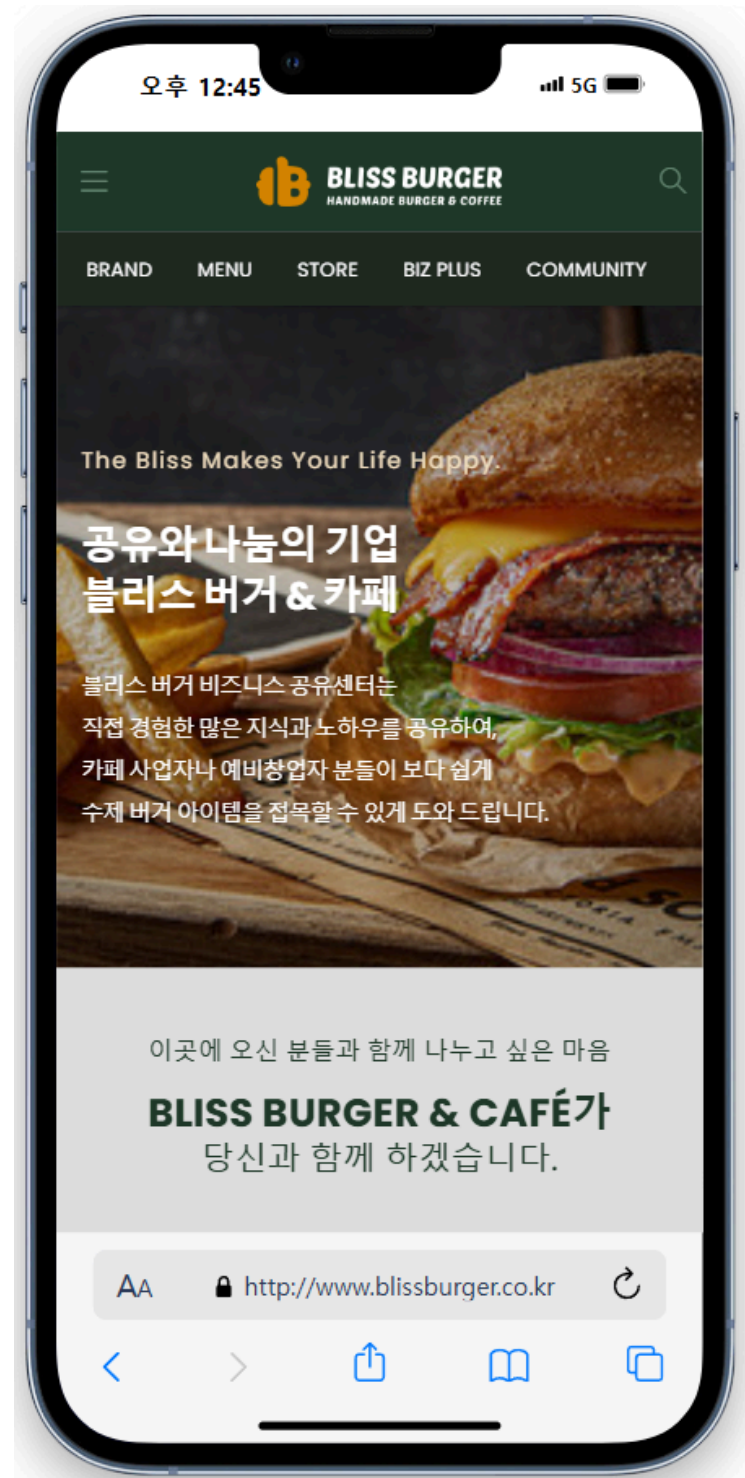 오후 12:45
5G
BLISS BURGER
HANDMADE BURGER & COFFEE
BRAND MENU STORE BIZ PLUS COMMUNITY
The Bliss Makes Your Life Happy.
공유와 나눔의 기업
블리스 버거 & 카페
블리스 버거 비즈니스 공유센터는
직접 경험한 많은 지식과 노하우를 공유하여,
카페 사업자나 예비창업자 분들이 보다 쉽게
수제 버거 아이템을 접목할 수 있게 도와 드립니다.
이곳에 오신 분들과 함께 나누고 싶은 마음
BLISS BURGER & CAFÉ가
당신과 함께 하겠습니다.
AA http://www.blissburger.co.kr